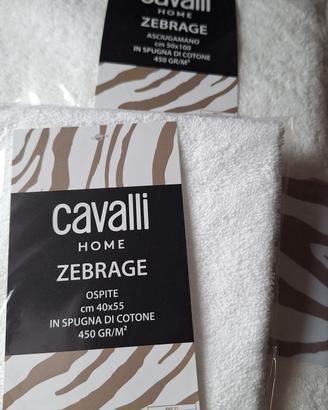 cavalli
HOME
ZEBRAGE
ASCIUGAMANO
cm 50x100
IN SPUGNA DI COTONE
450 GR/M²
cavalli
HOME
ZEBRAGE
OSPITE
cm 40x55
IN SPUGNA DI COTONE
450 GR/M²